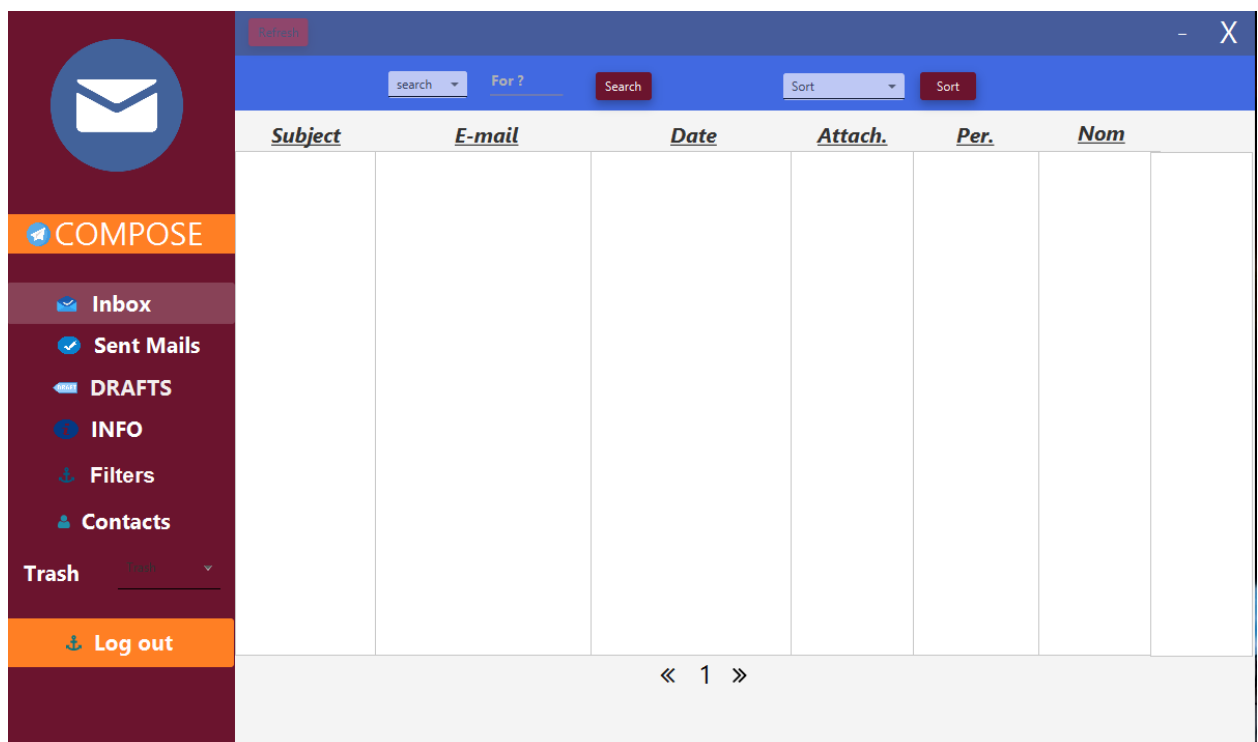 Refresh
– X
search For ? Search Sort Sort
Subject E-mail Date Attach. Per. Nom
COMPOSE
Inbox
Sent Mails
DRAFTS
INFO
Filters
Contacts
Trash
Log out
« 1 »